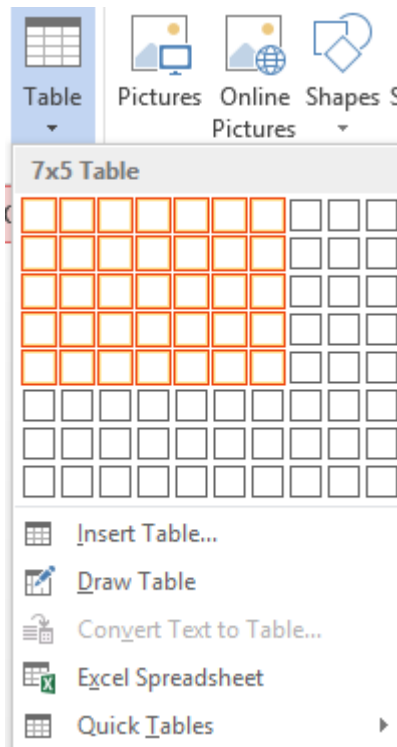 Table Pictures Online Pictures Shapes
7x5 Table
Insert Table...
Draw Table
Convert Text to Table...
Excel Spreadsheet
Quick Tables